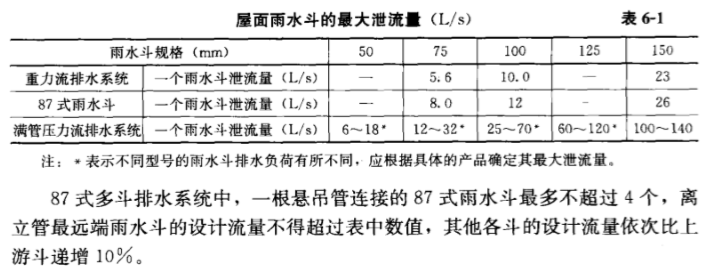 屋面雨水斗的最大泄流量（L/s） 表 6-1
雨水斗规格（mm） 50 75 100 125 150
重力流排水系统 一个雨水斗泄流量（L/s） — 5.6 10.0 — 23
87 式雨水斗 一个雨水斗泄流量（L/s） — 8.0 12 — 26
满管压力流排水系统 一个雨水斗泄流量（L/s） 6～18* 12～32* 25～70* 60～120* 100～140
注：*表示不同型号的雨水斗排水负荷有所不同，应根据具体的产品确定其最大泄流量。
87 式多斗排水系统中，一根悬吊管连接的 87 式雨水斗最多不超过 4 个，离
立管最远端雨水斗的设计流量不得超过表中数值，其他各斗的设计流量依次比上
游斗递增 10％。